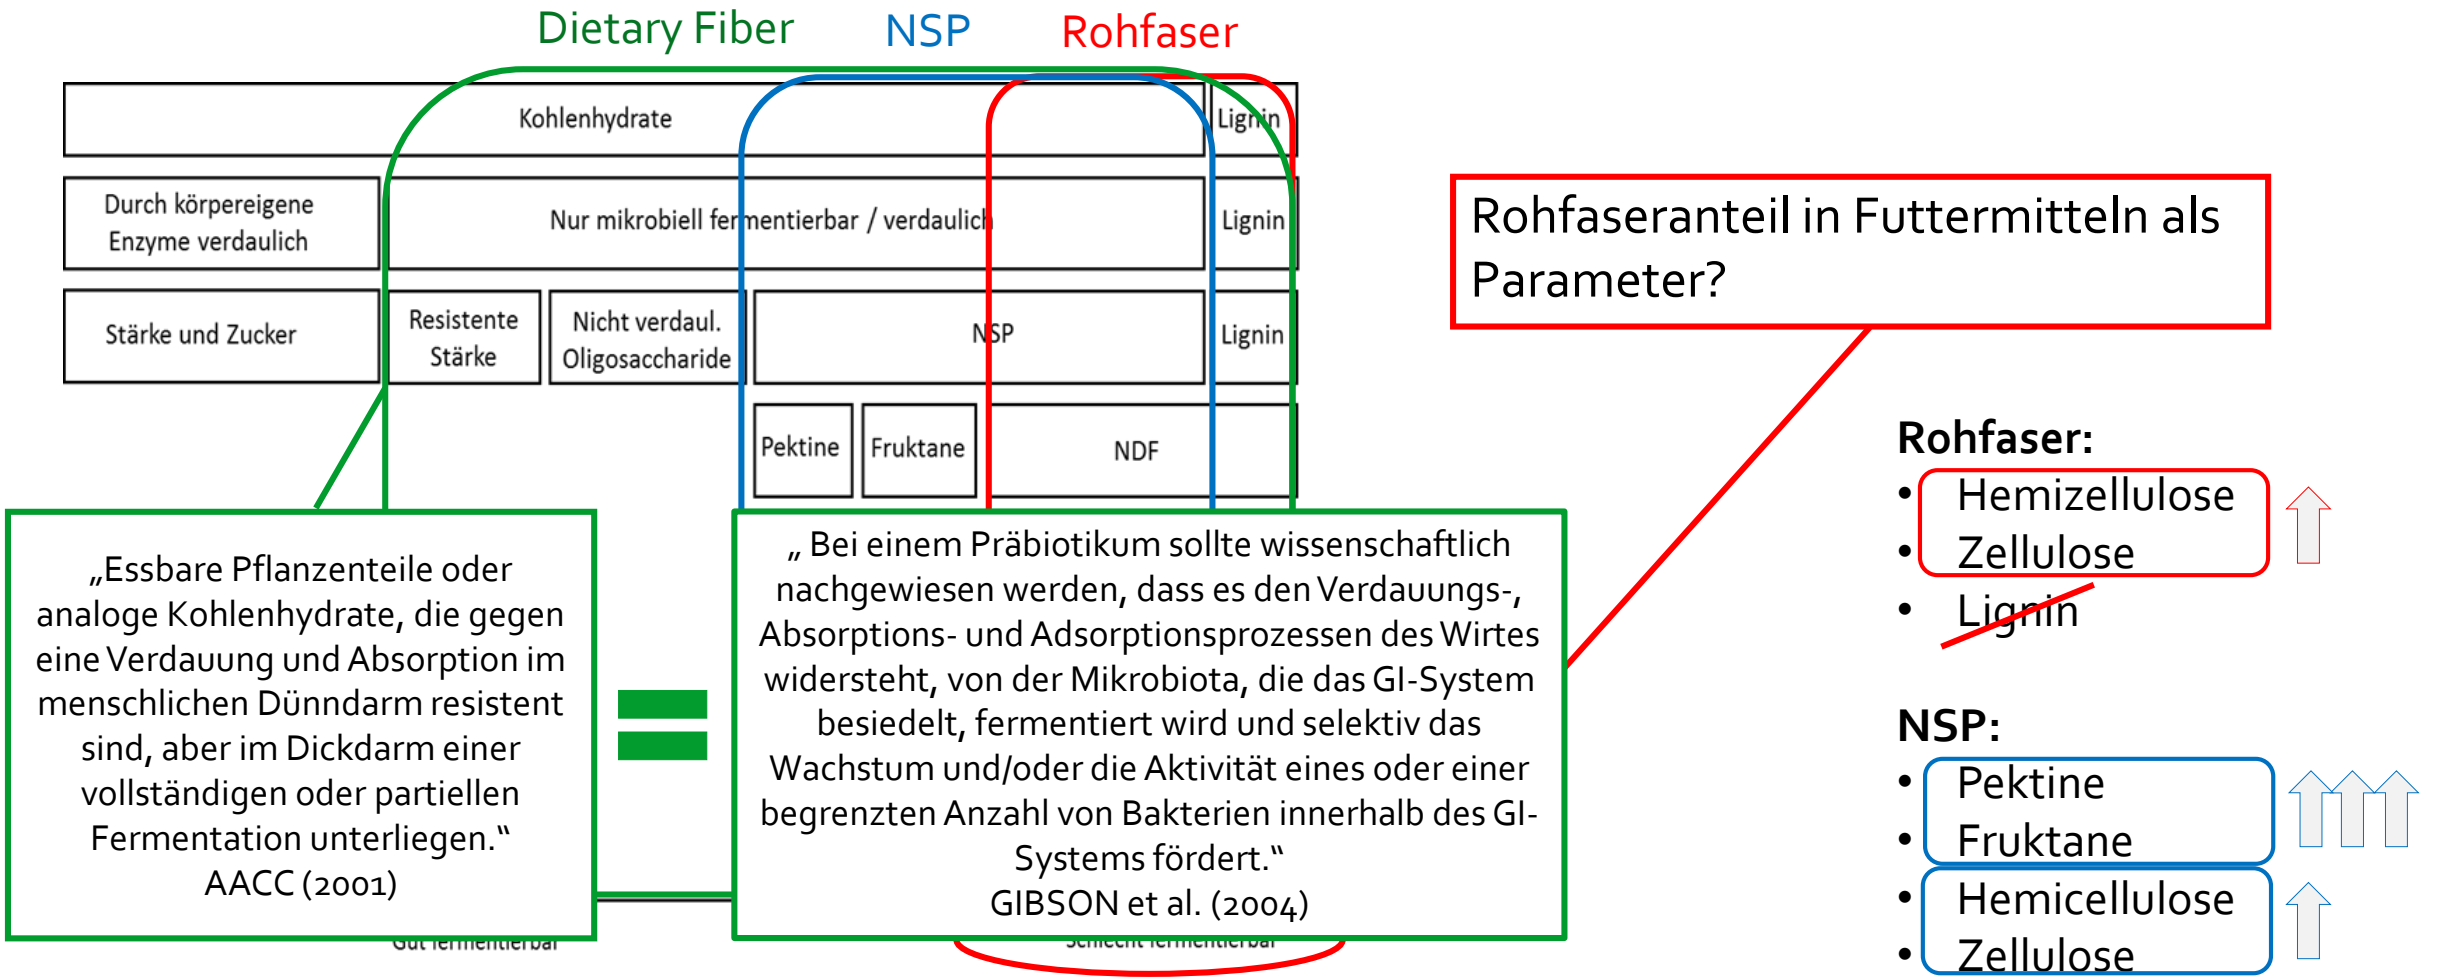 Dietary Fiber
NSP
Rohfaser
Kohlenhydrate
Lignin
Durch körpereigene
Enzyme verdaulich
Nur mikrobiell fermentierbar / verdaulich
Lignin
Stärke und Zucker
Resistente
Stärke
Nicht verdaul.
Oligosaccharide
NSP
Lignin
Pektine
Fruktane
NDF
„Essbare Pflanzenteile oder
analoge Kohlenhydrate, die gegen
eine Verdauung und Absorption im
menschlichen Dünndarm resistent
sind, aber im Dickdarm einer
vollständigen oder partiellen
Fermentation unterliegen.“
AACC (2001)
„ Bei einem Präbiotikum sollte wissenschaftlich
nachgewiesen werden, dass es den Verdauungs-,
Absorptions- und Adsorptionsprozessen des Wirtes
widersteht, von der Mikrobiota, die das GI-System
besiedelt, fermentiert wird und selektiv das
Wachstum und/oder die Aktivität eines oder einer
begrenzten Anzahl von Bakterien innerhalb des GI-
Systems fördert.“
GIBSON et al. (2004)
Gut fermentierbar
Schlecht fermentierbar
Rohfaseranteil in Futtermitteln als
Parameter?
Rohfaser:
• Hemizellulose
• Zellulose
• Lignin
NSP:
• Pektine
• Fruktane
• Hemicellulose
• Zellulose